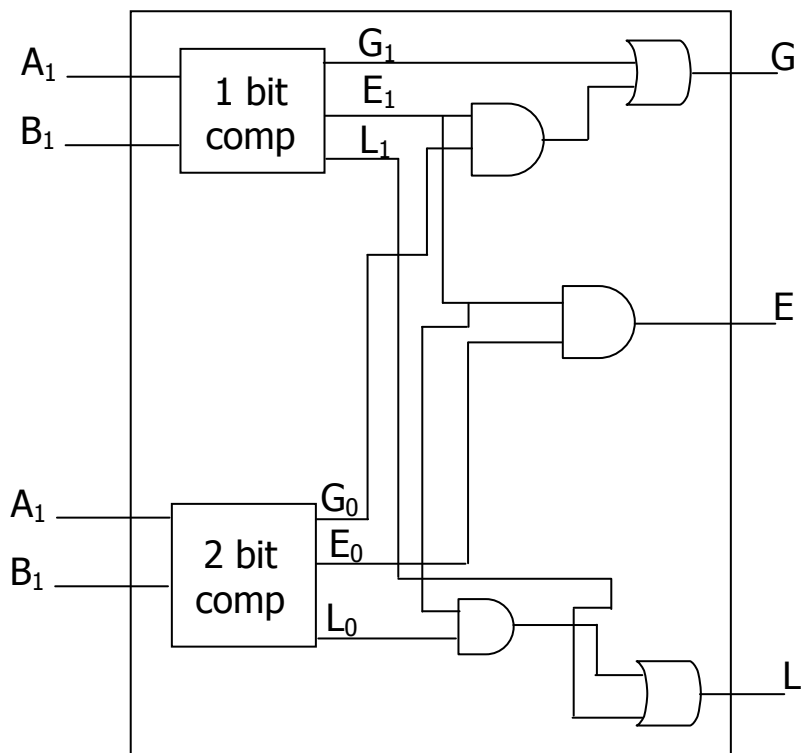 A₁
B₁
1 bit
comp
G₁
E₁
L₁
G
E
A₁
B₁
2 bit
comp
G₀
E₀
L₀
L